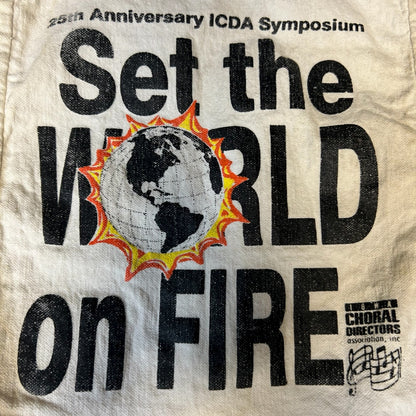 25th Anniversary ICDA Symposium
Set the
WORLD
on FIRE
CHORAL
DIRECTORS
association, inc